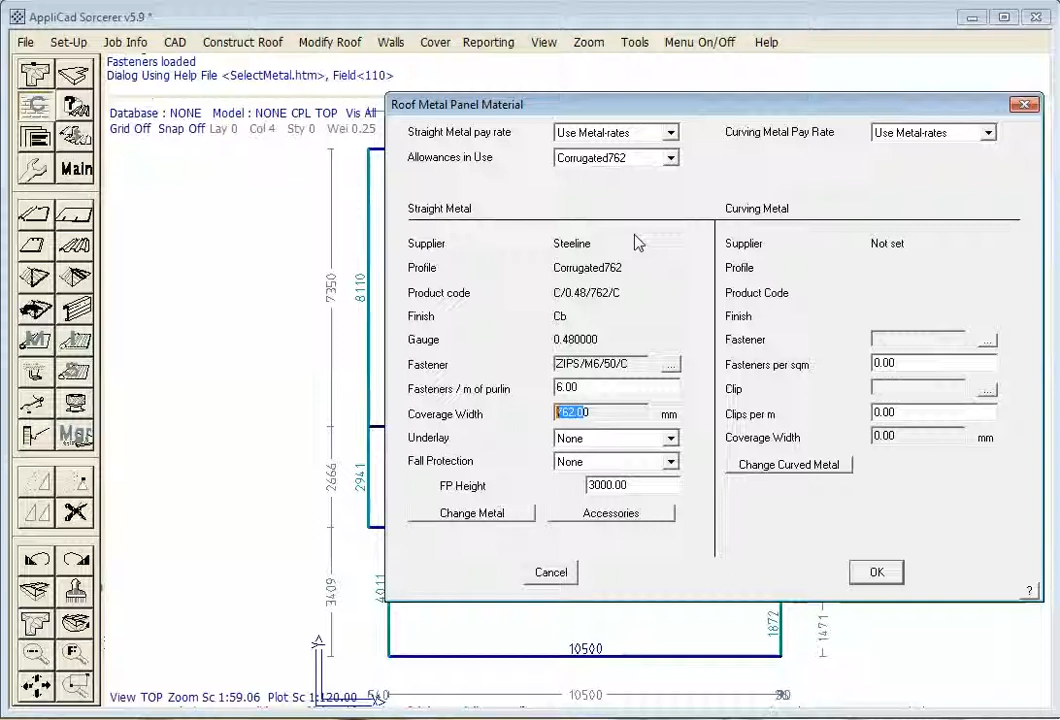 AppliCad Sorcerer v5.9 *
File Set-Up Job Info CAD Construct Roof Modify Roof Walls Cover Reporting View Zoom Tools Menu On/Off Help
Fasteners loaded
Dialog Using Help File <SelectMetal.htm>, Field<110>
Database : NONE Model : NONE CPL TOP Vis All
Grid Off Snap Off Lay 0 Col 4 Sty 0 Wei 0.25
Main
Roof Metal Panel Material
Straight Metal pay rate Use Metal-rates Curving Metal Pay Rate Use Metal-rates
Allowances in Use Corrugated762
Straight Metal Curving Metal
Supplier Steeline Supplier Not set
Profile Corrugated762 Profile
Product code C/0.48/762/C Product Code
Finish Cb Finish
Gauge 0.480000 Fastener ...
Fastener ZIPS/M6/50/C ... Fasteners per sqm 0.00
Fasteners / m of purlin 6.00 Clip ...
Coverage Width 762.00 mm Clips per m 0.00
Underlay None Coverage Width 0.00 mm
Fall Protection None Change Curved Metal
FP Height 3000.00
Change Metal Accessories
Cancel OK
?
7350
8110
2666
2941
3409
4911
1872
1471
10500
10500
Y>
X>
View TOP Zoom Sc 1:59.06 Plot Sc 1:120.00